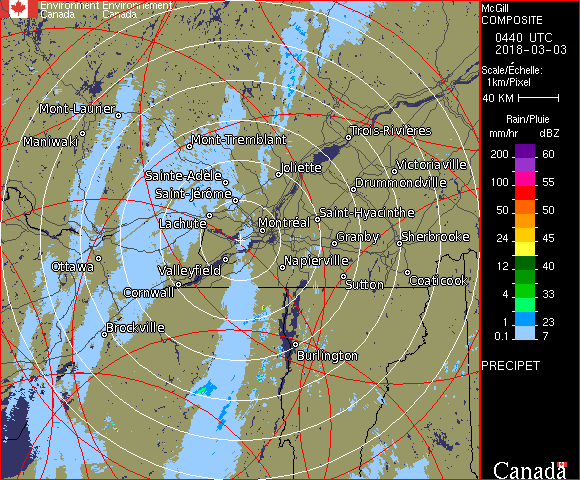 Environment Environnement
Canada Canada
McGill
COMPOSITE
0440 UTC
2018-03-03
Scale/Échelle:
1km/Pixel
40 KM
Rain/Pluie
mm/hr dBZ
200 60
100 55
50 50
24 45
12 40
4 33
1 23
0.1 7
PRECIPET
Canada
Mont-Laurier
Maniwaki
Mont-Tremblant
Trois-Rivières
Sainte-Adèle
Joliette
Victoriaville
Saint-Jérôme
Drummondville
Lachute
Montréal
Saint-Hyacinthe
Granby
Sherbrooke
Ottawa
Valleyfield
Napierville
Cornwall
Sutton
Coaticook
Brockville
Burlington